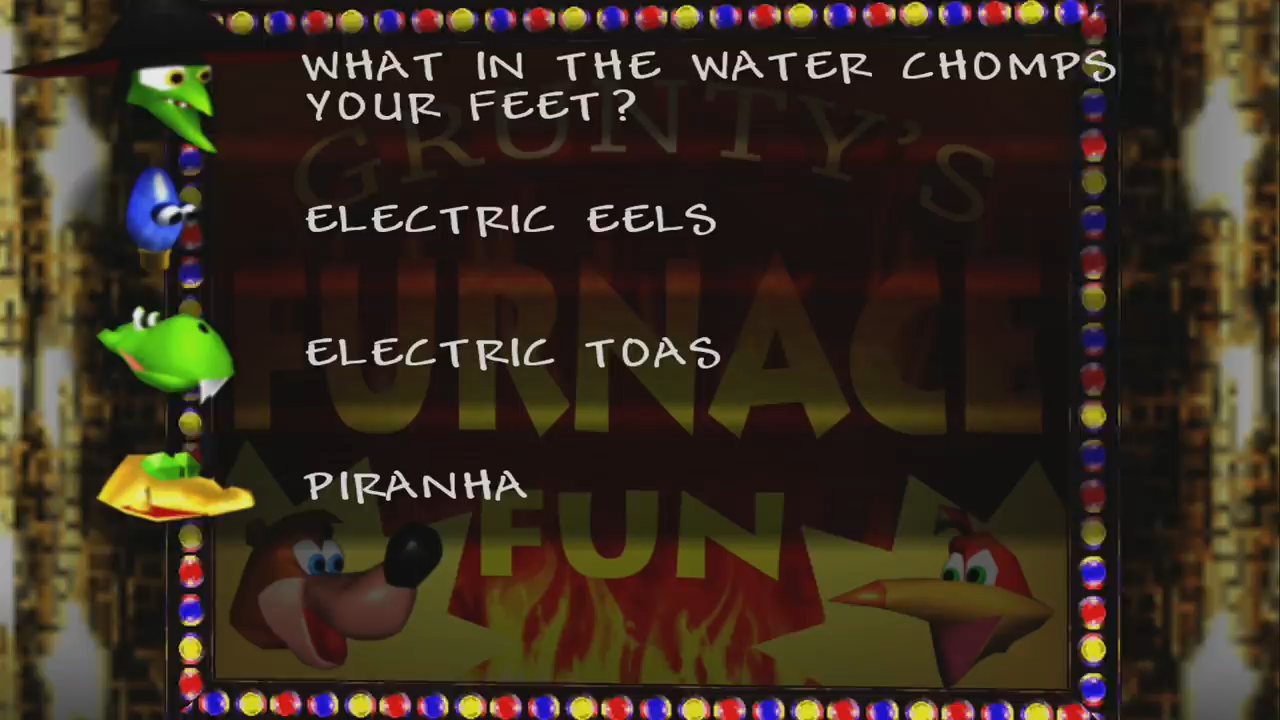 WHAT IN THE WATER CHOMPS
YOUR FEET?
GRUNTY'S
ELECTRIC EELS
FURNACE
ELECTRIC TOAS
PIRANHA
FUN